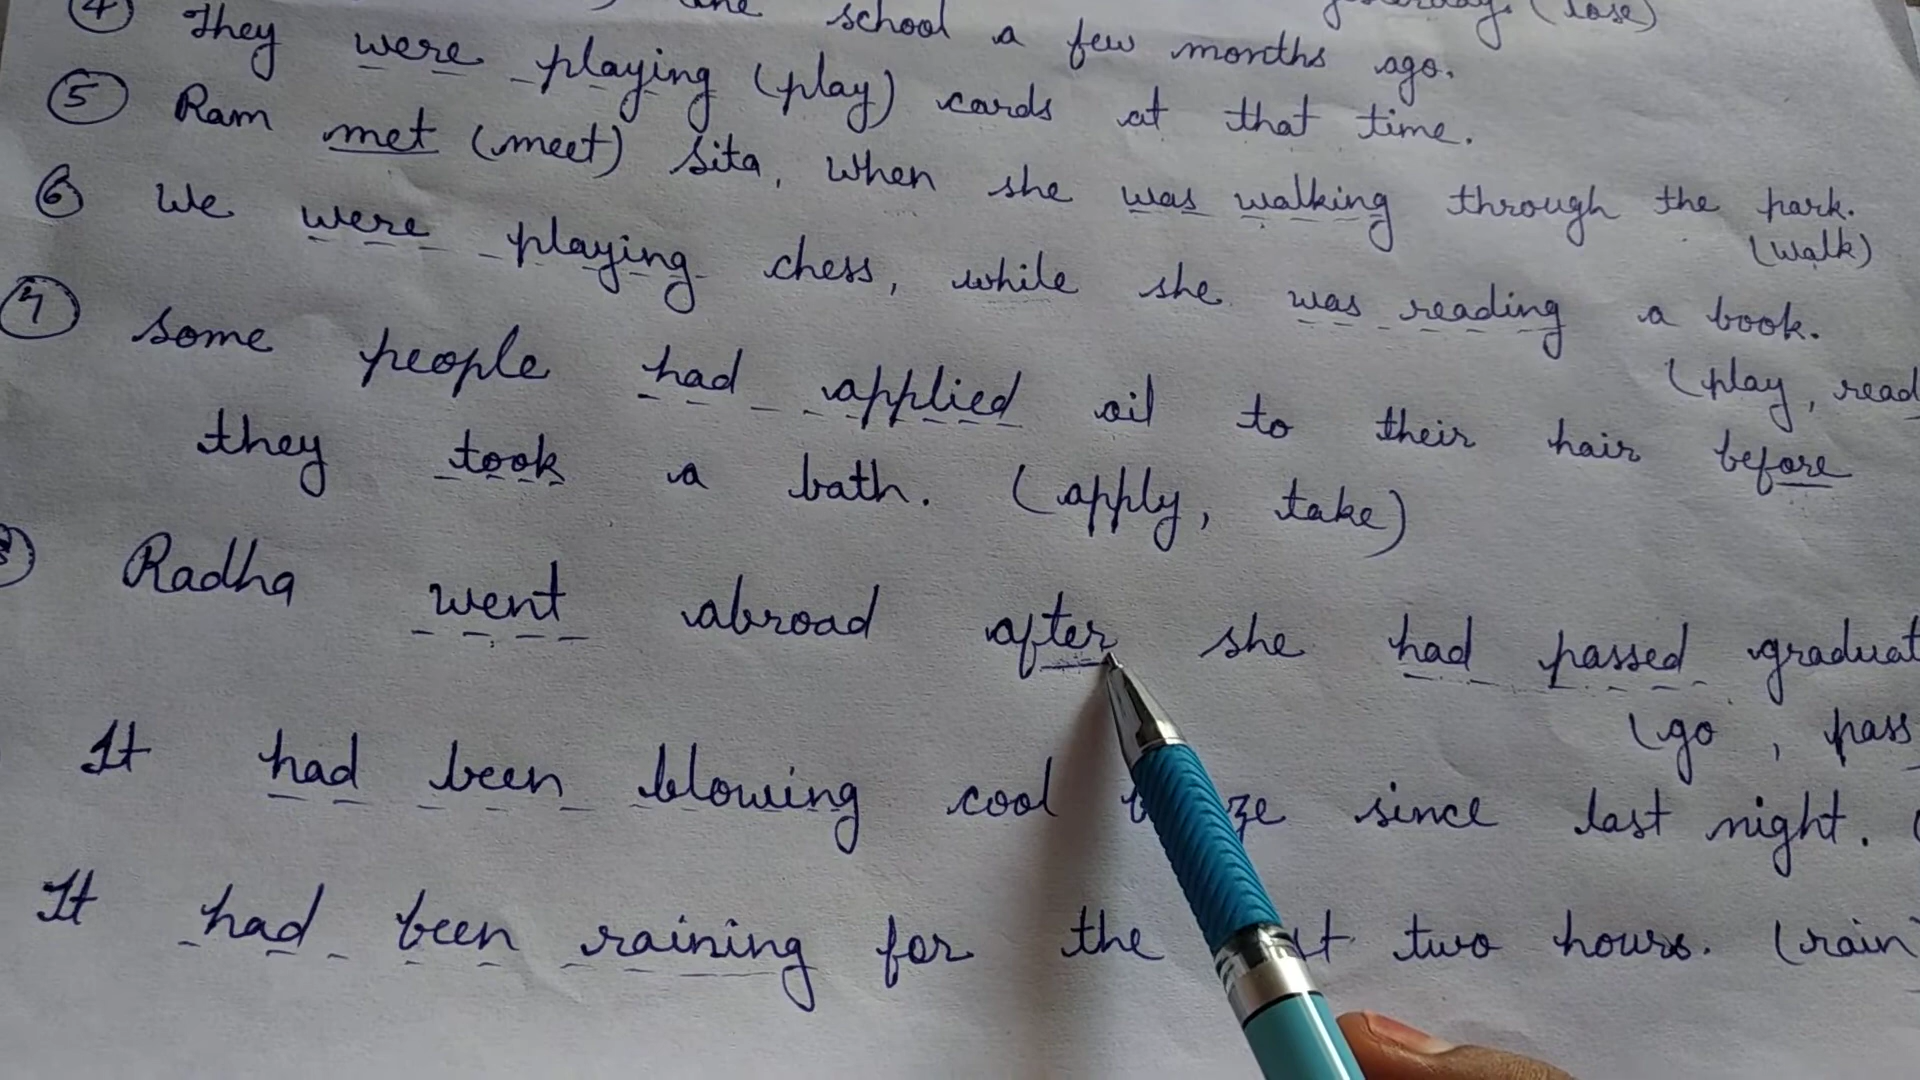 the school a few months ago. yesterday. (lose)
④ They were playing (play) cards at that time.
⑤ Ram met (meet) Sita, when she was walking through the park.
(walk)
⑥ We were playing chess, while she was reading a book.
(play, read
⑦ Some people had applied oil to their hair before
they took a bath. (apply, take)
Radha went abroad after she had passed graduat
(go, pass
It had been blowing cool since last night. (
It had been raining for the two hours. (rain)